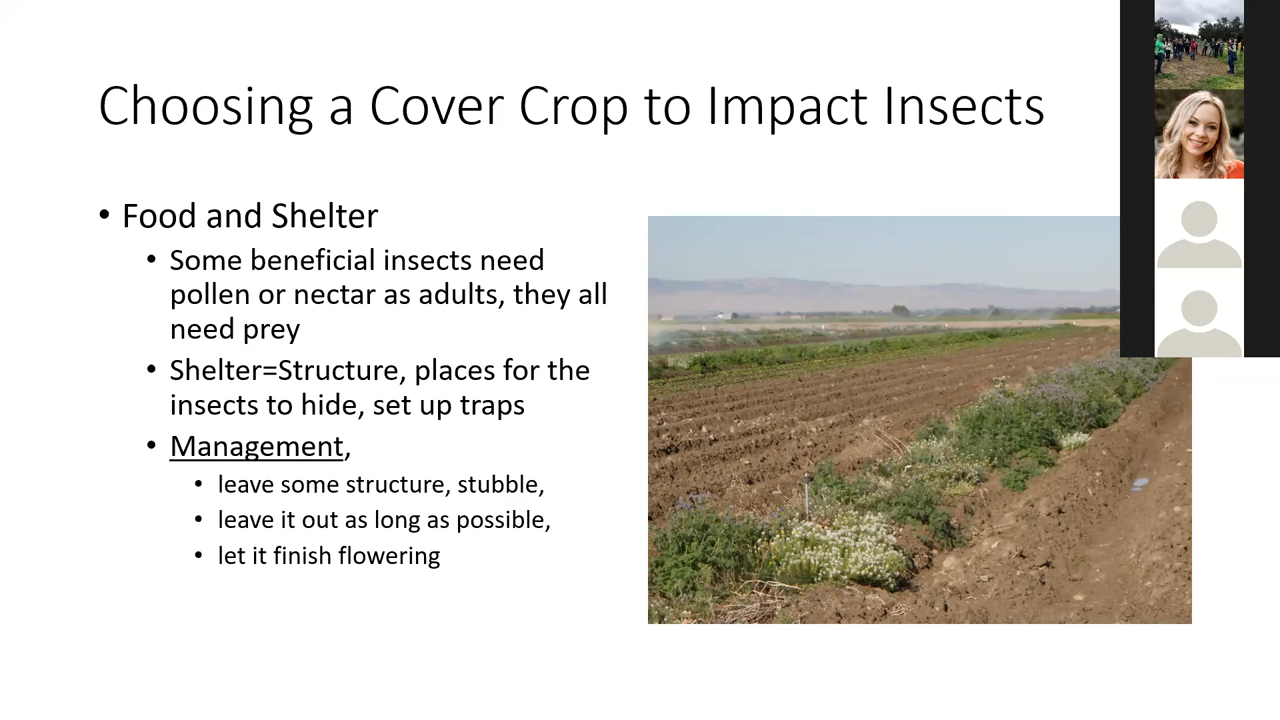 Choosing a Cover Crop to Impact Insects
• Food and Shelter
• Some beneficial insects need
pollen or nectar as adults, they all
need prey
• Shelter=Structure, places for the
insects to hide, set up traps
• Management,
• leave some structure, stubble,
• leave it out as long as possible,
• let it finish flowering